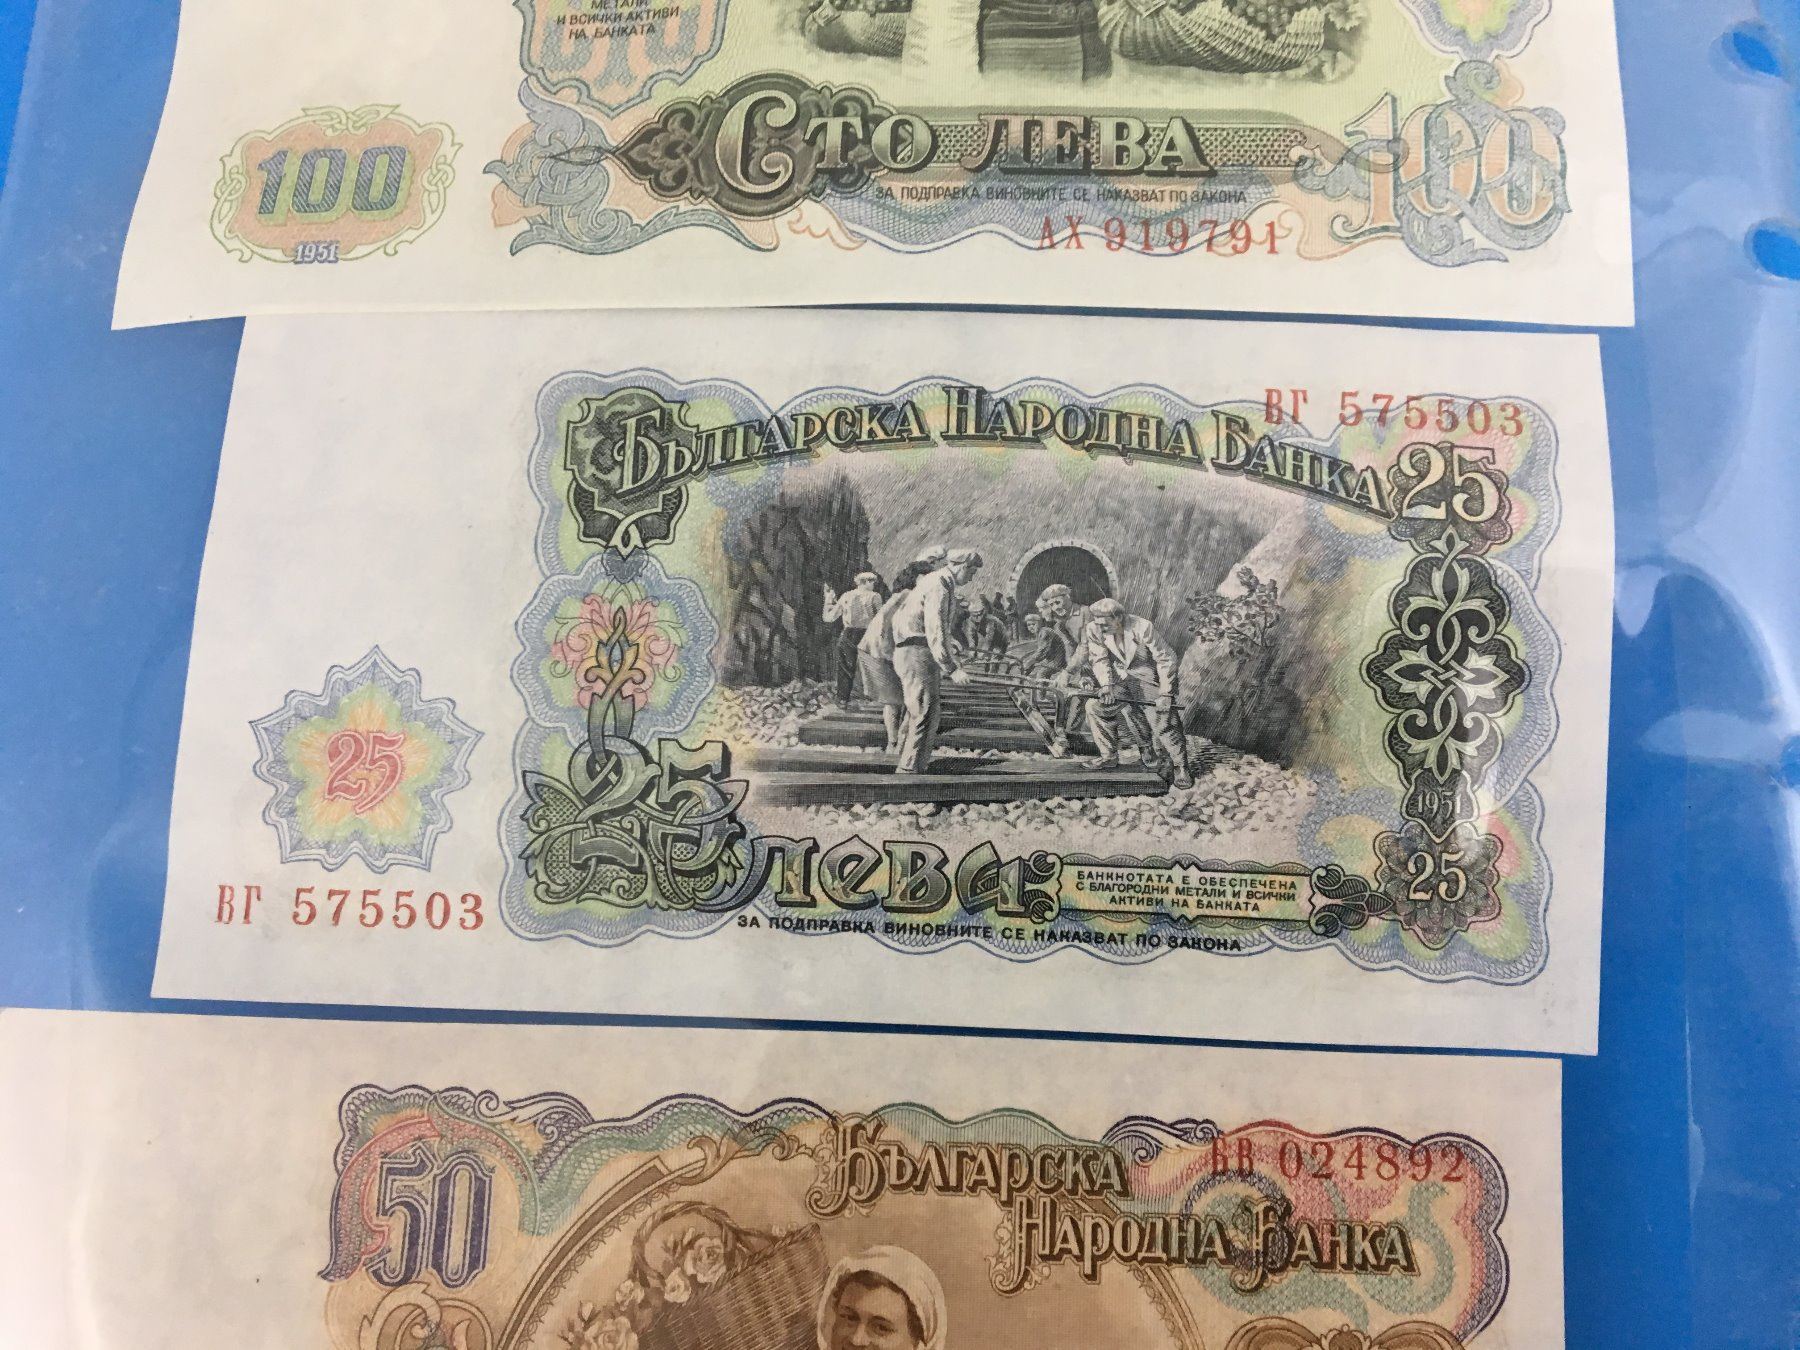 МЕТАЛИ
И ВСИЧКИ АКТИВИ
НА БАНКАТА
100
1951
СТО ЛЕВА
100
ЗА ПОДПРАВКА ВИНОВНИТЕ СЕ НАКАЗВАТ ПО ЗАКОНА
АХ 919791
ВГ 575503
БЪЛГАРСКА НАРОДНА БАНКА
25
25
ВГ 575503
25 ЛЕВА
1951
25
БАНКНОТАТА Е ОБЕСПЕЧЕНА
С БЛАГОРОДНИ МЕТАЛИ И ВСИЧКИ
АКТИВИ НА БАНКАТА
ЗА ПОДПРАВКА ВИНОВНИТЕ СЕ НАКАЗВАТ ПО ЗАКОНА
50
БЪЛГАРСКА
НАРОДНА БАНКА
024892